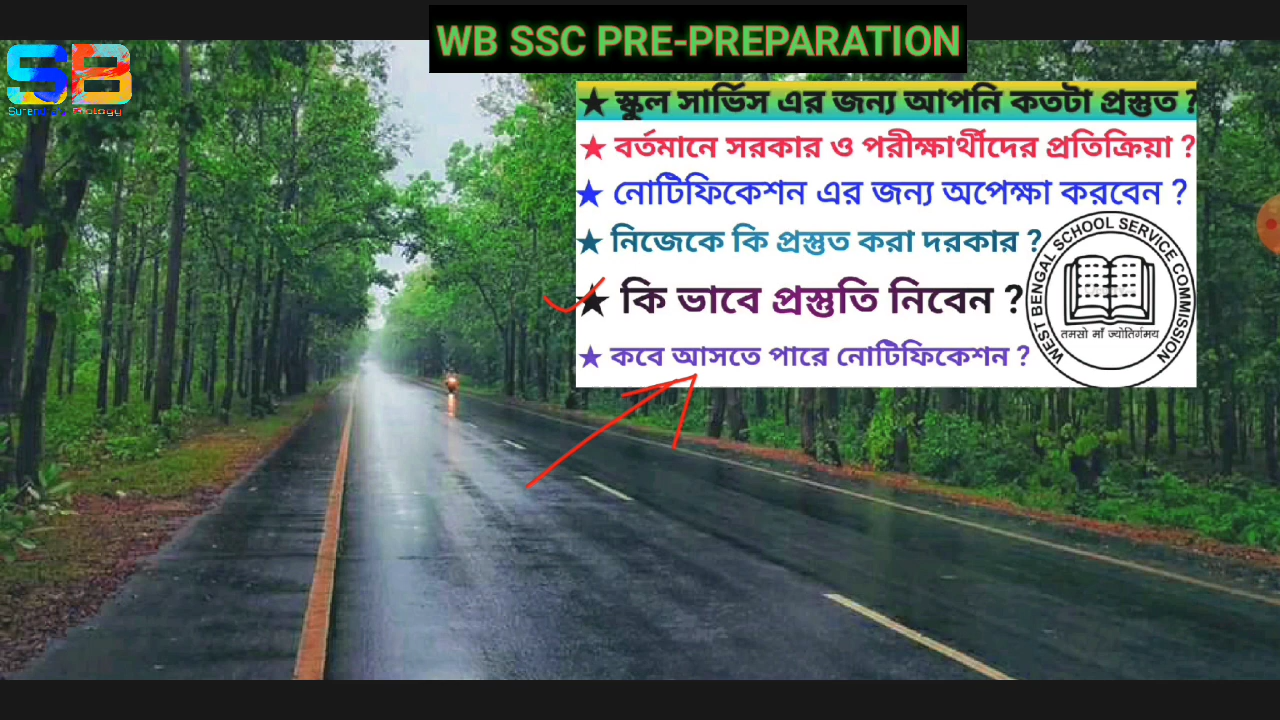 WB SSC PRE-PREPARATION
SB
★ স্কুল সার্ভিস এর জন্য আপনি কতটা প্রস্তুত ?
★ বর্তমানে সরকার ও পরীক্ষার্থীদের প্রতিক্রিয়া ?
★ নোটিফিকেশন এর জন্য অপেক্ষা করবেন ?
★ নিজেকে কি প্রস্তুত করা দরকার ?
★ কি ভাবে প্রস্তুতি নিবেন ?
★ কবে আসতে পারে নোটিফিকেশন ?
WEST BENGAL SCHOOL SERVICE COMMISSION
तमसो माँ ज्योतिर्गमय